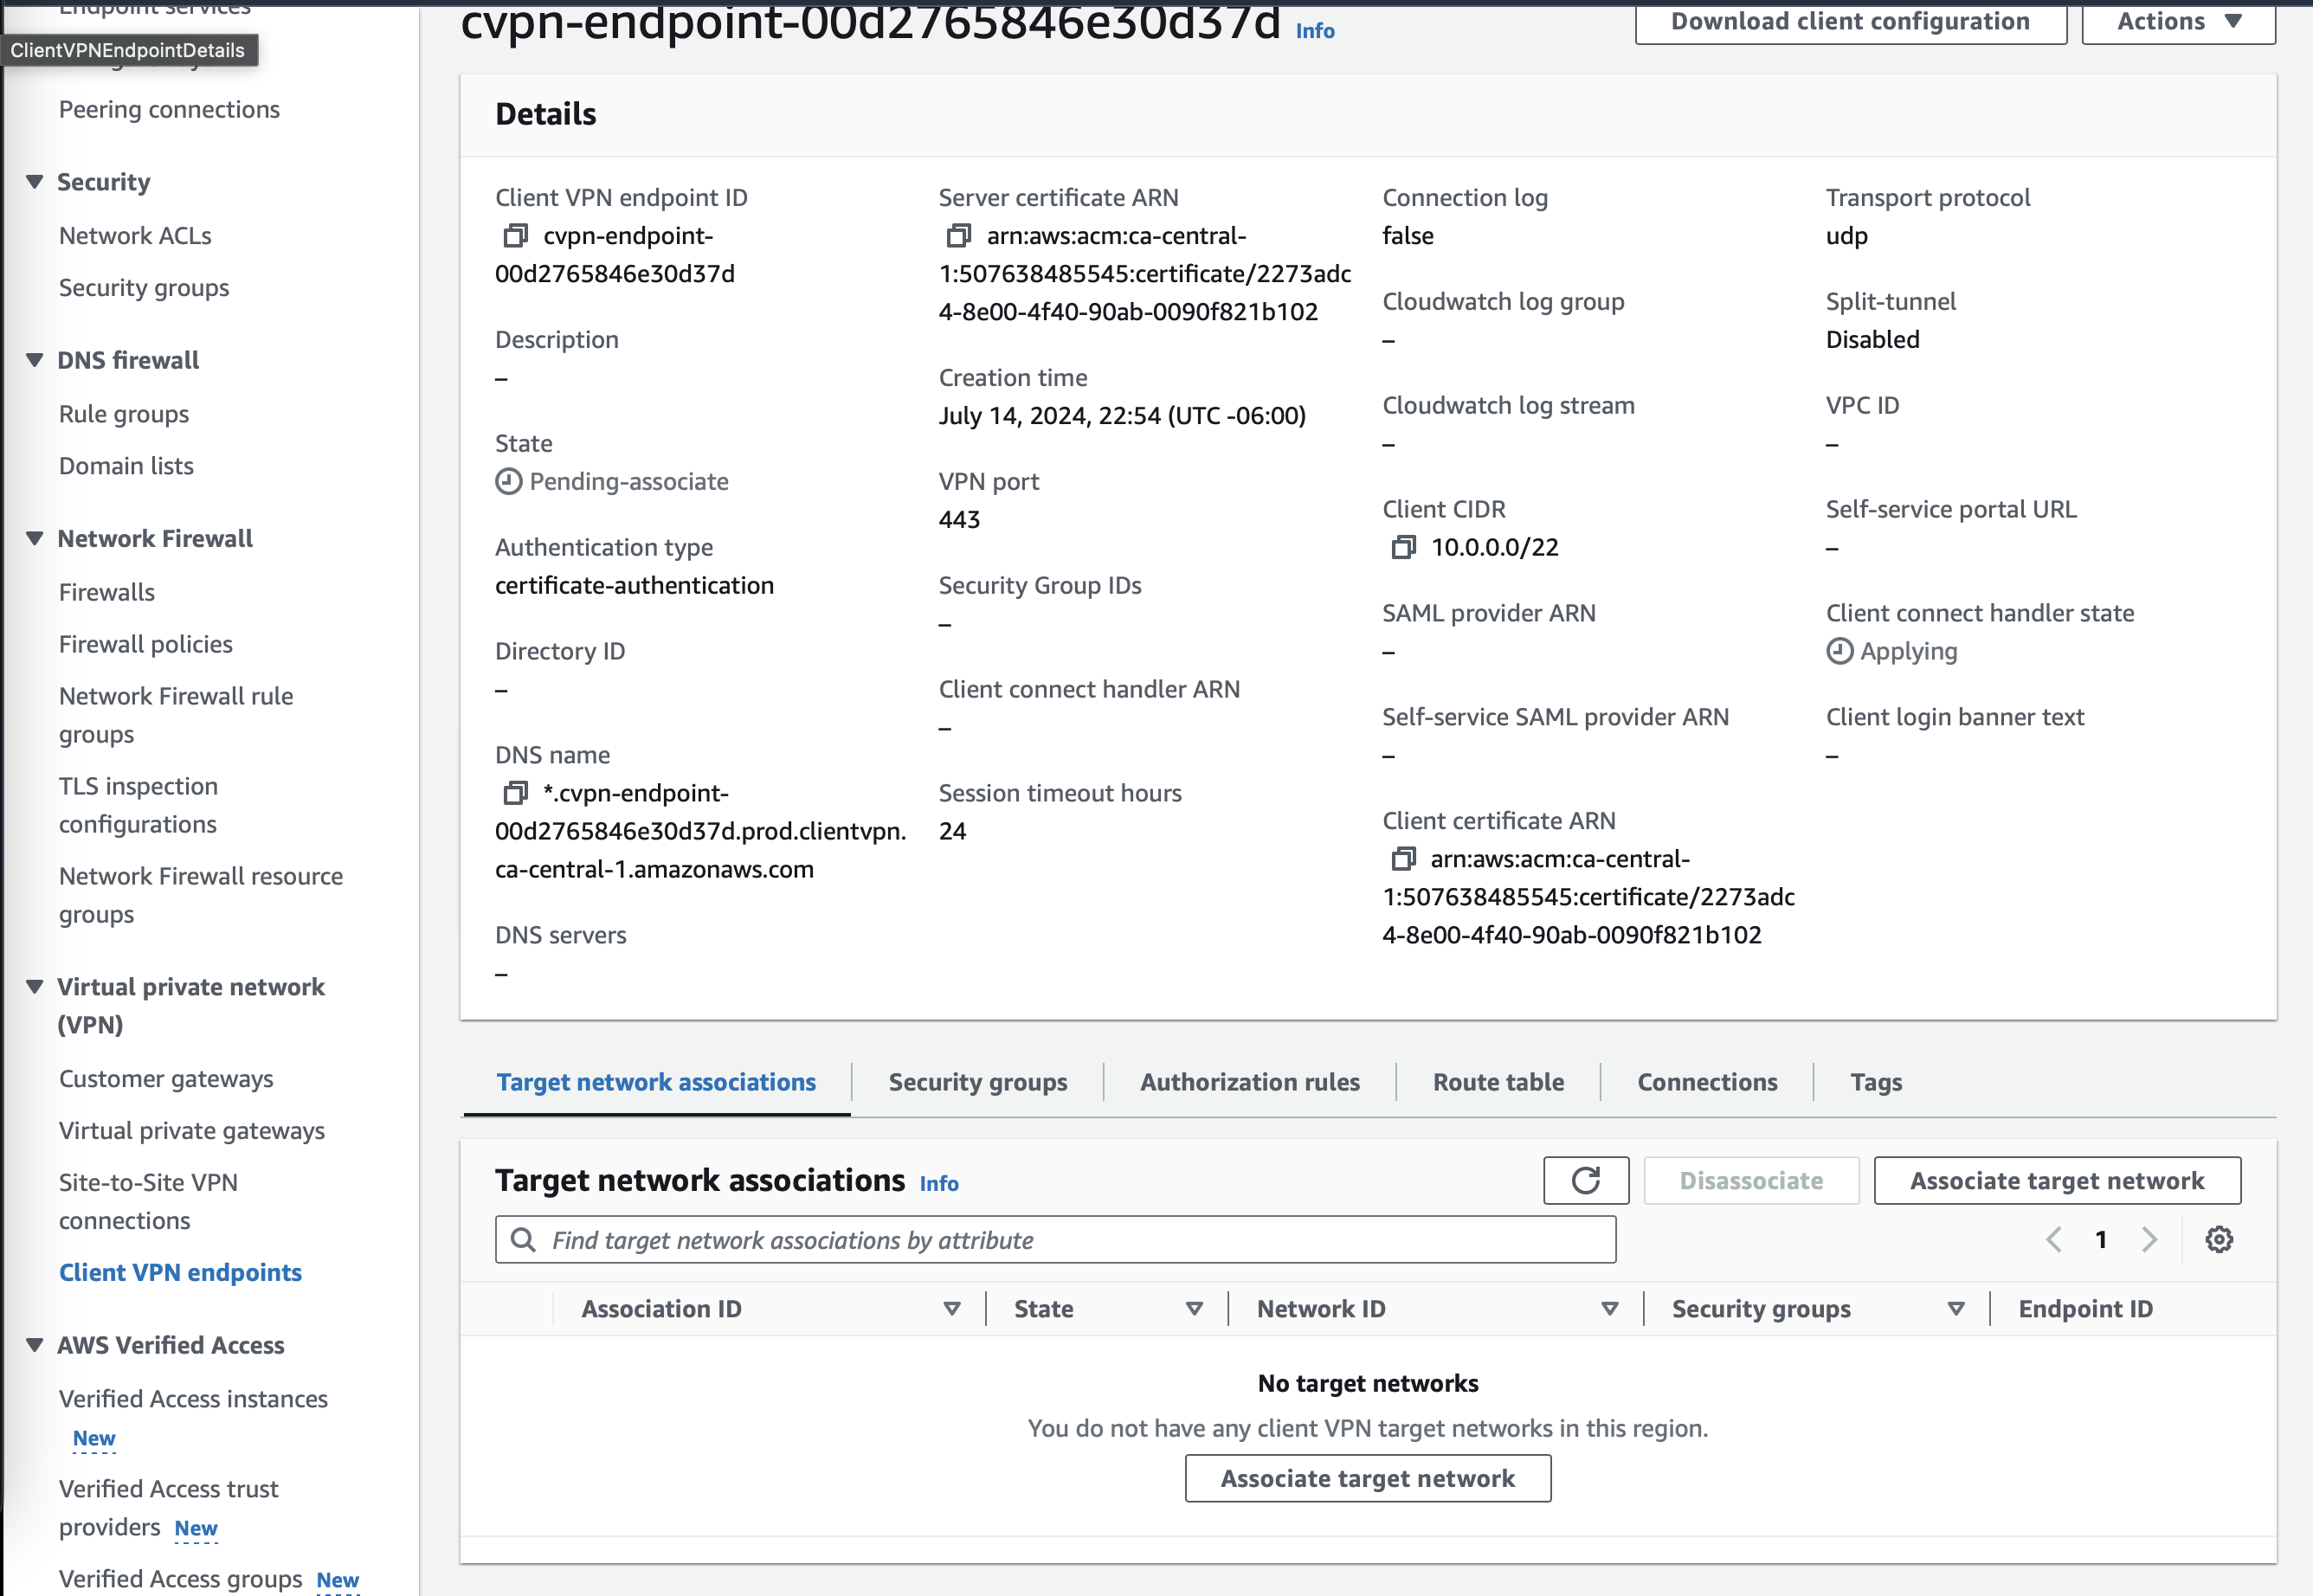 Endpoint services
ClientVPNEndpointDetails
Peering connections
Security
Network ACLs
Security groups
DNS firewall
Rule groups
Domain lists
Network Firewall
Firewalls
Firewall policies
Network Firewall rule
groups
TLS inspection
configurations
Network Firewall resource
groups
Virtual private network
(VPN)
Customer gateways
Virtual private gateways
Site-to-Site VPN
connections
Client VPN endpoints
AWS Verified Access
Verified Access instances
New
Verified Access trust
providers New
Verified Access groups New
cvpn-endpoint-00d2765846e30d37d Info
Download client configuration
Actions
Details
Client VPN endpoint ID
cvpn-endpoint-
00d2765846e30d37d
Description
–
State
Pending-associate
Authentication type
certificate-authentication
Directory ID
–
DNS name
*.cvpn-endpoint-
00d2765846e30d37d.prod.clientvpn.
ca-central-1.amazonaws.com
DNS servers
–
Server certificate ARN
arn:aws:acm:ca-central-
1:507638485545:certificate/2273adc
4-8e00-4f40-90ab-0090f821b102
Creation time
July 14, 2024, 22:54 (UTC -06:00)
VPN port
443
Security Group IDs
–
Client connect handler ARN
–
Session timeout hours
24
Connection log
false
Cloudwatch log group
–
Cloudwatch log stream
–
Client CIDR
10.0.0.0/22
SAML provider ARN
–
Self-service SAML provider ARN
–
Client certificate ARN
arn:aws:acm:ca-central-
1:507638485545:certificate/2273adc
4-8e00-4f40-90ab-0090f821b102
Transport protocol
udp
Split-tunnel
Disabled
VPC ID
–
Self-service portal URL
–
Client connect handler state
Applying
Client login banner text
–
Target network associations
Security groups
Authorization rules
Route table
Connections
Tags
Target network associations Info
Disassociate
Associate target network
Find target network associations by attribute
1
Association ID
State
Network ID
Security groups
Endpoint ID
No target networks
You do not have any client VPN target networks in this region.
Associate target network